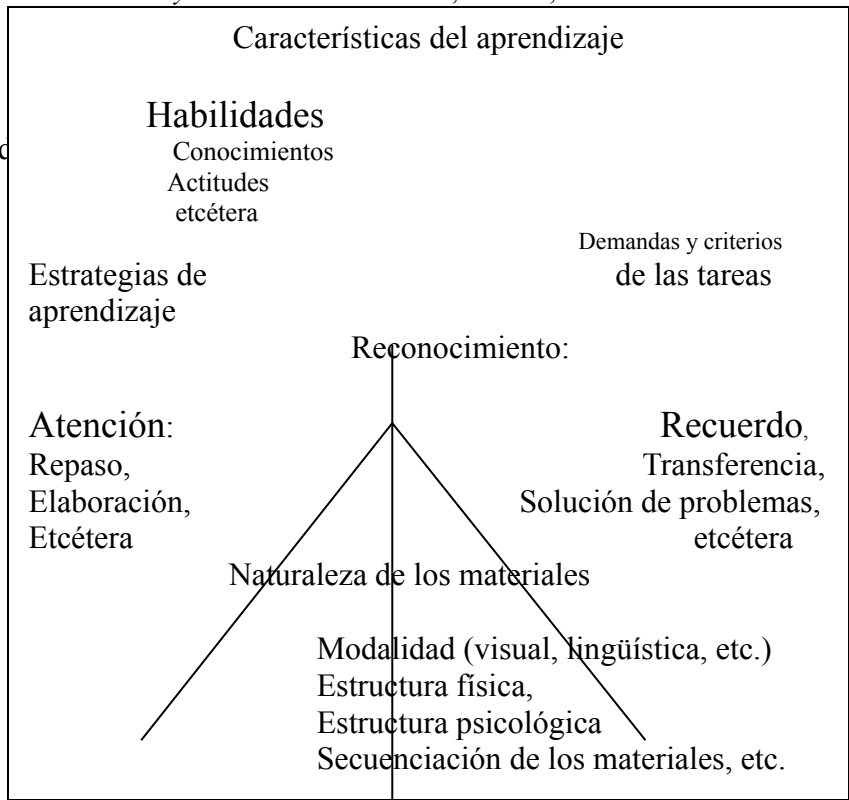 Características del aprendizaje
Habilidades
Conocimientos
Actitudes
etcétera
Demandas y criterios
de las tareas
Estrategias de
aprendizaje
Reconocimiento:
Atención:
Repaso,
Elaboración,
Etcétera
Recuerdo,
Transferencia,
Solución de problemas,
etcétera
Naturaleza de los materiales
Modalidad (visual, lingüística, etc.)
Estructura física,
Estructura psicológica
Secuenciación de los materiales, etc.